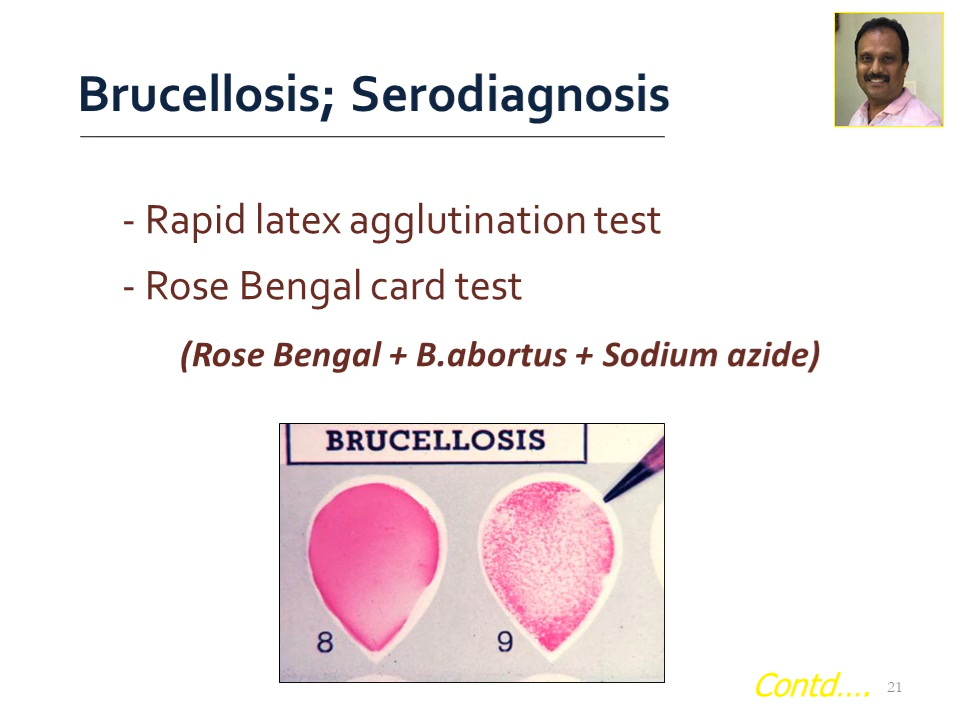 Brucellosis; Serodiagnosis
- Rapid latex agglutination test
- Rose Bengal card test
(Rose Bengal + B.abortus + Sodium azide)
BRUCELLOSIS
8 9
Contd....
21